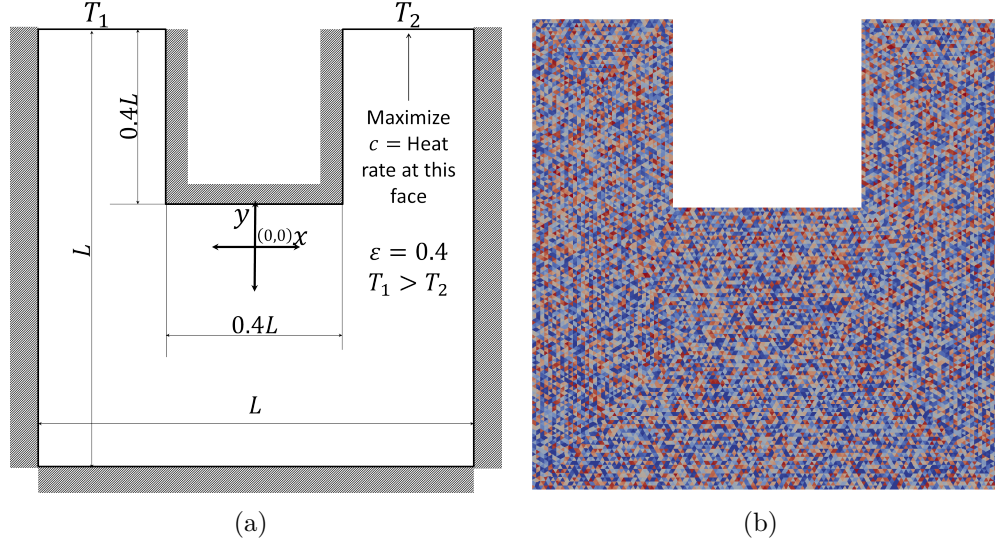 T₁
T₂
0.4L
Maximize
c = Heat
rate at this
face
y
(0,0)
x
L
ε = 0.4
T₁ > T₂
0.4L
L
(a)
(b)